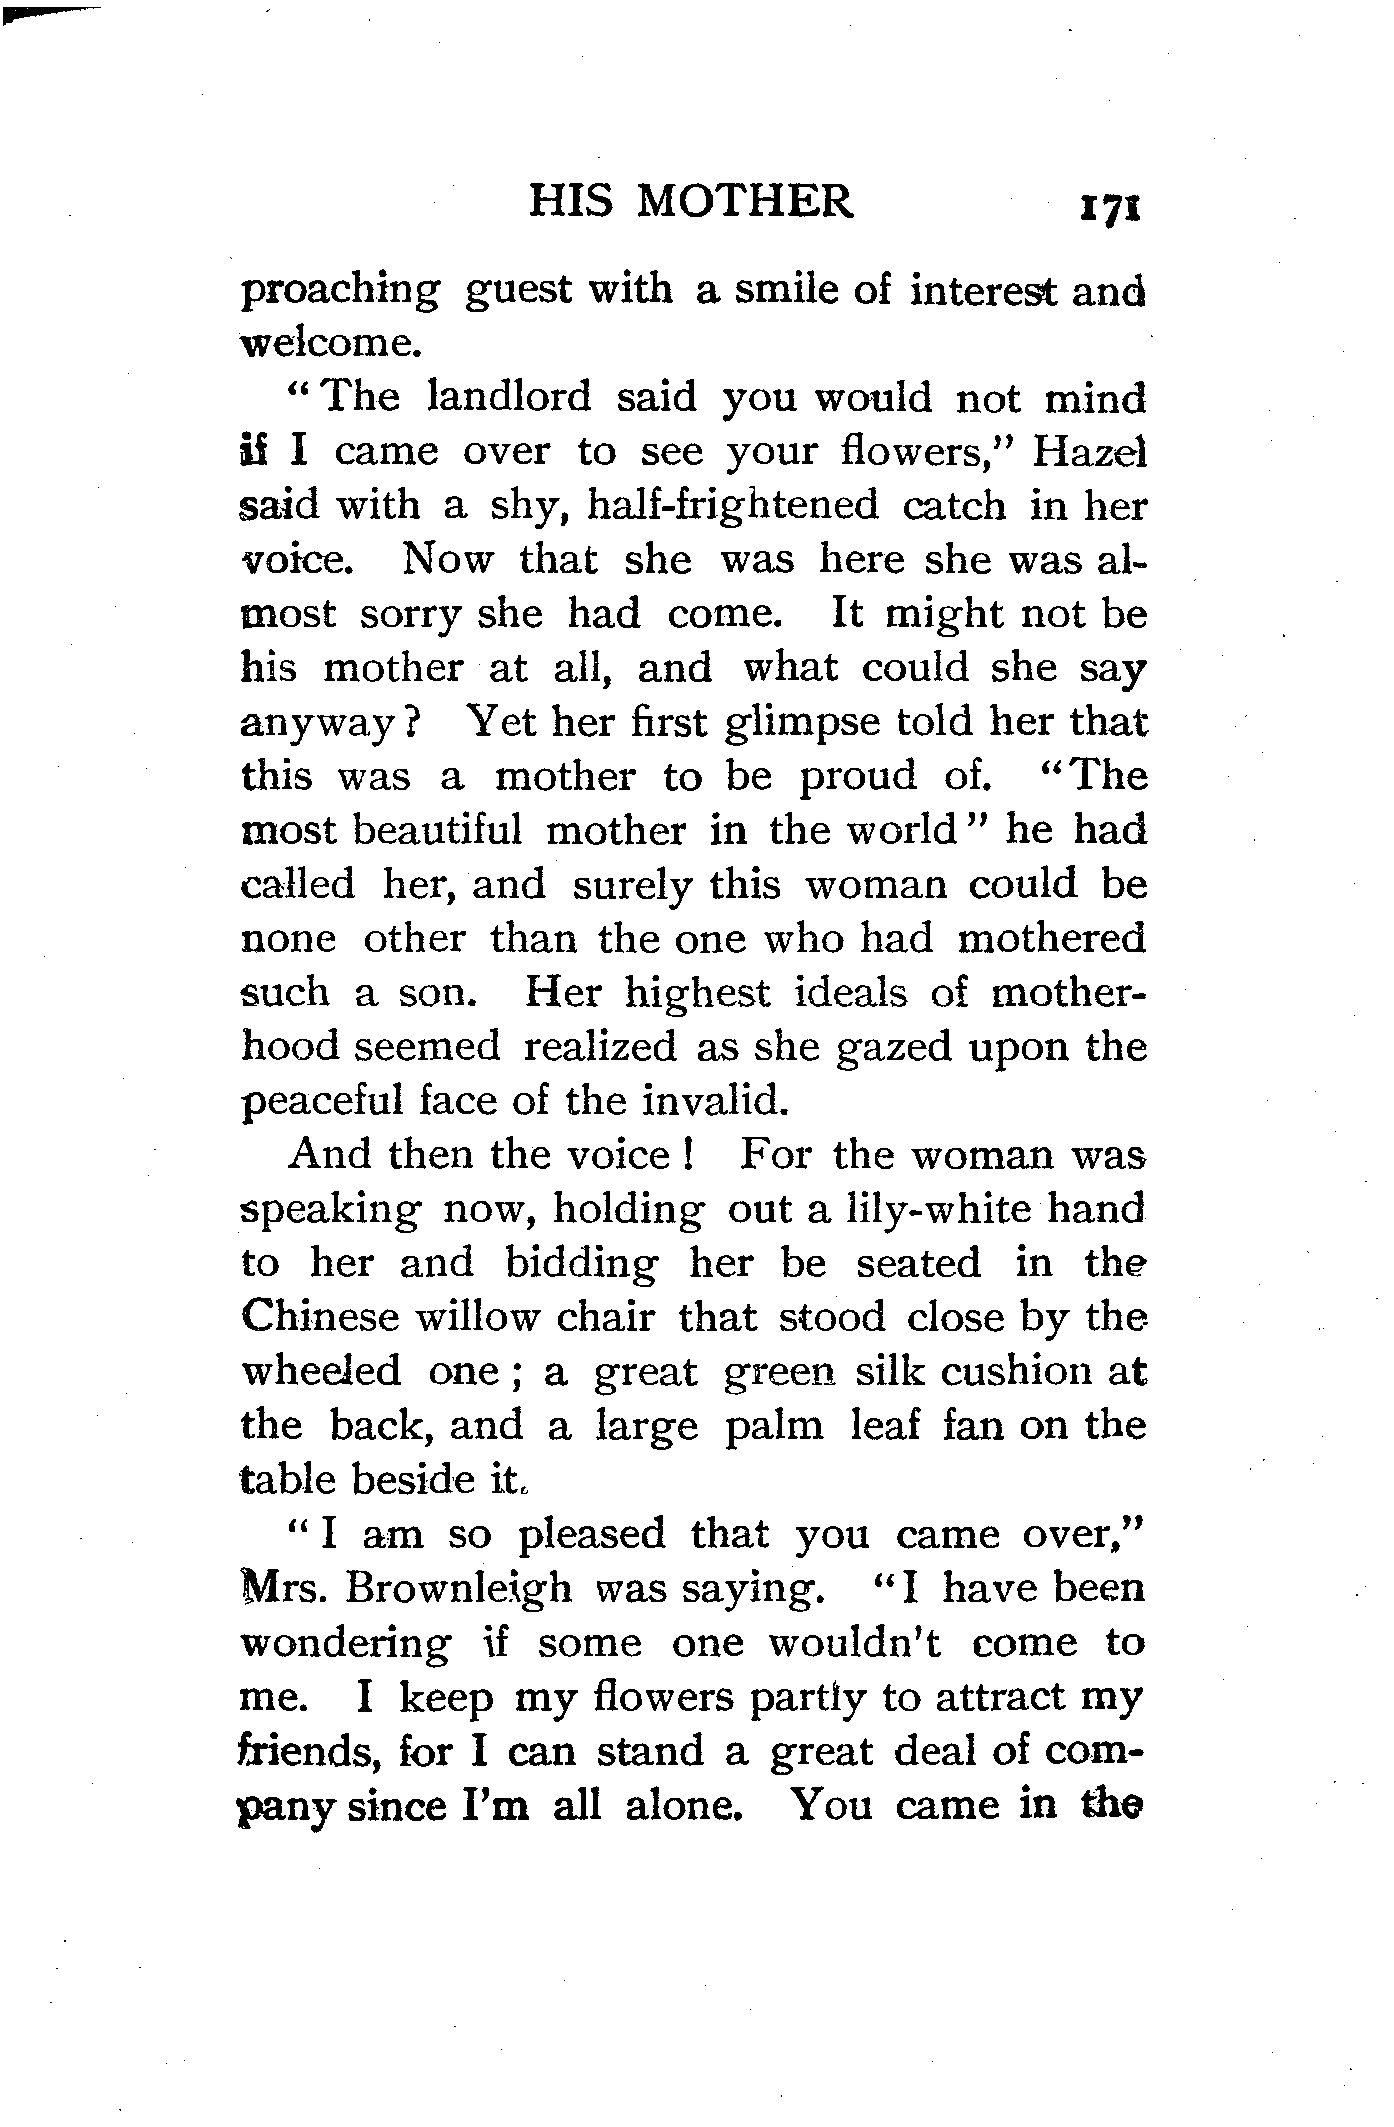 HIS MOTHER 171
proaching guest with a smile of interest and
welcome.
“ The landlord said you would not mind
if I came over to see your flowers,” Hazel
said with a shy, half-frightened catch in her
voice. Now that she was here she was al-
most sorry she had come. It might not be
his mother at all, and what could she say
anyway ? Yet her first glimpse told her that
this was a mother to be proud of. “ The
most beautiful mother in the world ” he had
called her, and surely this woman could be
none other than the one who had mothered
such a son. Her highest ideals of mother-
hood seemed realized as she gazed upon the
peaceful face of the invalid.
And then the voice ! For the woman was
speaking now, holding out a lily-white hand
to her and bidding her be seated in the
Chinese willow chair that stood close by the
wheeled one ; a great green silk cushion at
the back, and a large palm leaf fan on the
table beside it.
“ I am so pleased that you came over,”
Mrs. Brownleigh was saying. “ I have been
wondering if some one wouldn't come to
me. I keep my flowers partly to attract my
friends, for I can stand a great deal of com-
pany since I’m all alone. You came in the